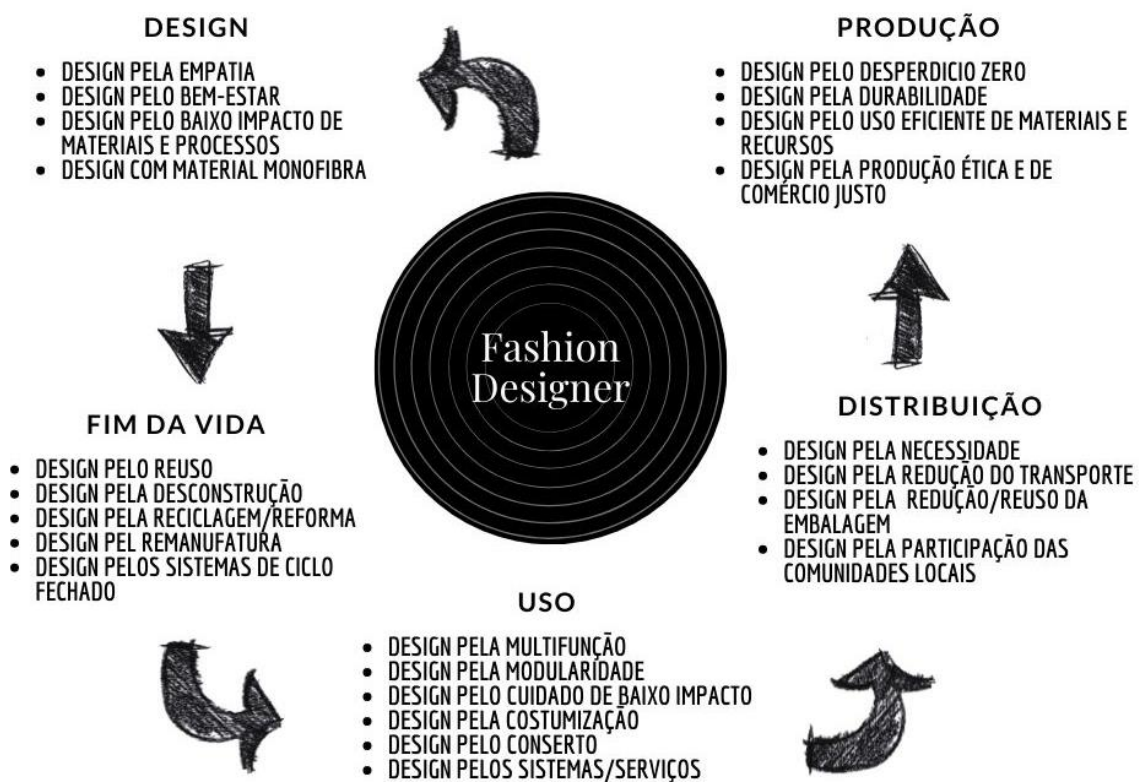 DESIGN
• DESIGN PELA EMPATIA
• DESIGN PELO BEM-ESTAR
• DESIGN PELO BAIXO IMPACTO DE
MATERIAIS E PROCESSOS
• DESIGN COM MATERIAL MONOFIBRA
PRODUÇÃO
• DESIGN PELO DESPERDICIO ZERO
• DESIGN PELA DURABILIDADE
• DESIGN PELO USO EFICIENTE DE MATERIAIS E
RECURSOS
• DESIGN PELA PRODUÇÃO ÉTICA E DE
COMÉRCIO JUSTO
Fashion
Designer
FIM DA VIDA
• DESIGN PELO REUSO
• DESIGN PELA DESCONSTRUÇÃO
• DESIGN PELA RECICLAGEM/REFORMA
• DESIGN PEL REMANUFATURA
• DESIGN PELOS SISTEMAS DE CICLO
FECHADO
DISTRIBUIÇÃO
• DESIGN PELA NECESSIDADE
• DESIGN PELA REDUÇÃO DO TRANSPORTE
• DESIGN PELA REDUÇÃO/REUSO DA
EMBALAGEM
• DESIGN PELA PARTICIPAÇÃO DAS
COMUNIDADES LOCAIS
USO
• DESIGN PELA MULTIFUNÇÃO
• DESIGN PELA MODULARIDADE
• DESIGN PELO CUIDADO DE BAIXO IMPACTO
• DESIGN PELA COSTUMIZAÇÃO
• DESIGN PELO CONSERTO
• DESIGN PELOS SISTEMAS/SERVIÇOS